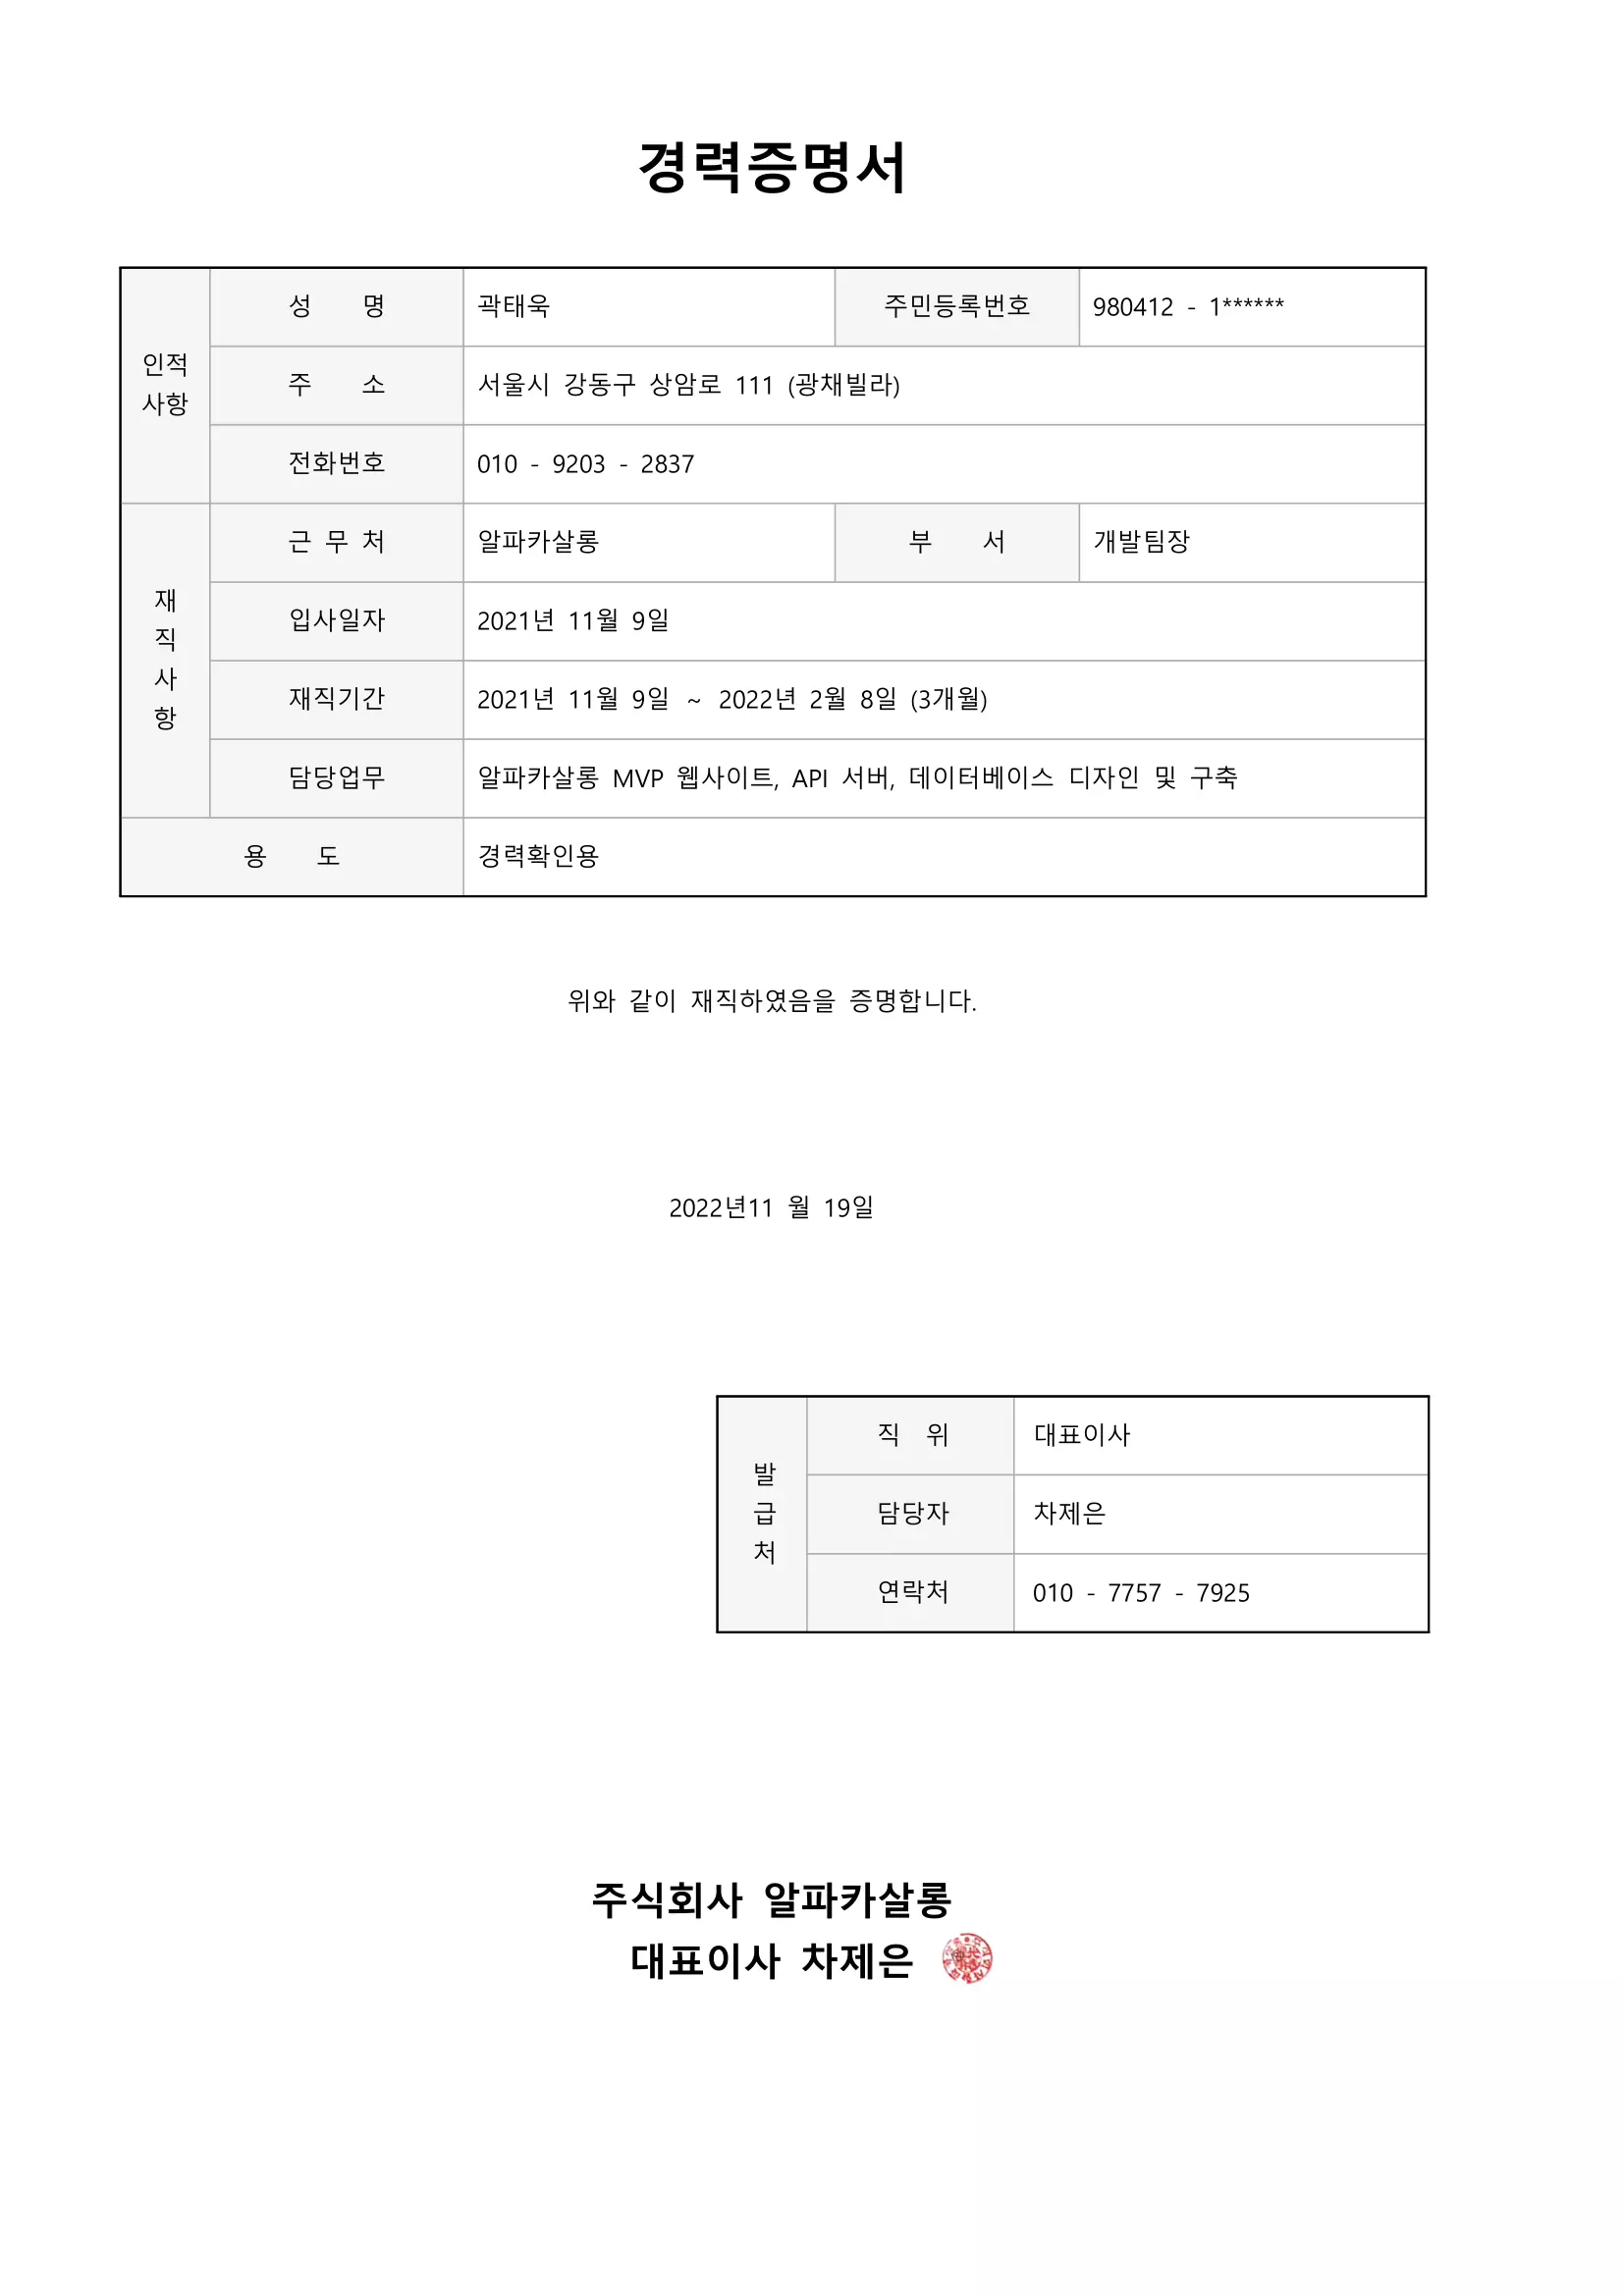 경력증명서
인적
사항
성 명 곽태욱 주민등록번호 980412 - 1******
주 소 서울시 강동구 상암로 111 (광채빌라)
전화번호 010 - 9203 - 2837
재
직
사
항
근 무 처 알파카살롱 부 서 개발팀장
입사일자 2021년 11월 9일
재직기간 2021년 11월 9일 ~ 2022년 2월 8일 (3개월)
담당업무 알파카살롱 MVP 웹사이트, API 서버, 데이터베이스 디자인 및 구축
용 도 경력확인용
위와 같이 재직하였음을 증명합니다.
2022년11 월 19일
발
급
처
직 위 대표이사
담당자 차제은
연락처 010 - 7757 - 7925
주식회사 알파카살롱
대표이사 차제은